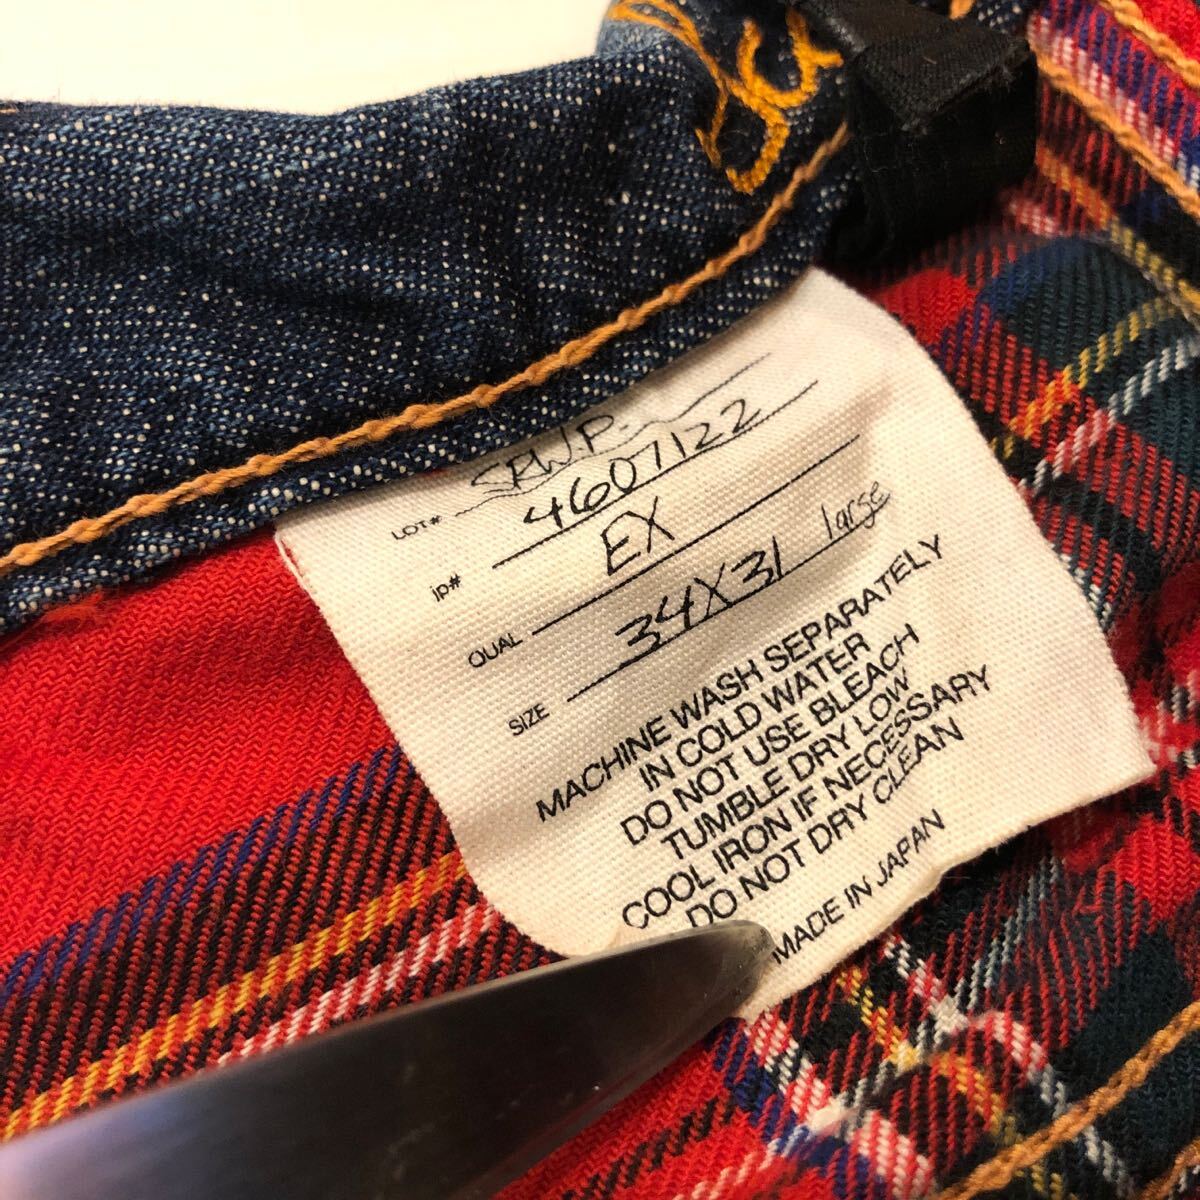 LOT# SRW.P.
ip# 4607122
QUAL EX
SIZE 34X31 large
MACHINE WASH SEPARATELY
IN COLD WATER
DO NOT USE BLEACH
TUMBLE DRY LOW
COOL IRON IF NECESSARY
DO NOT DRY CLEAN
MADE IN JAPAN